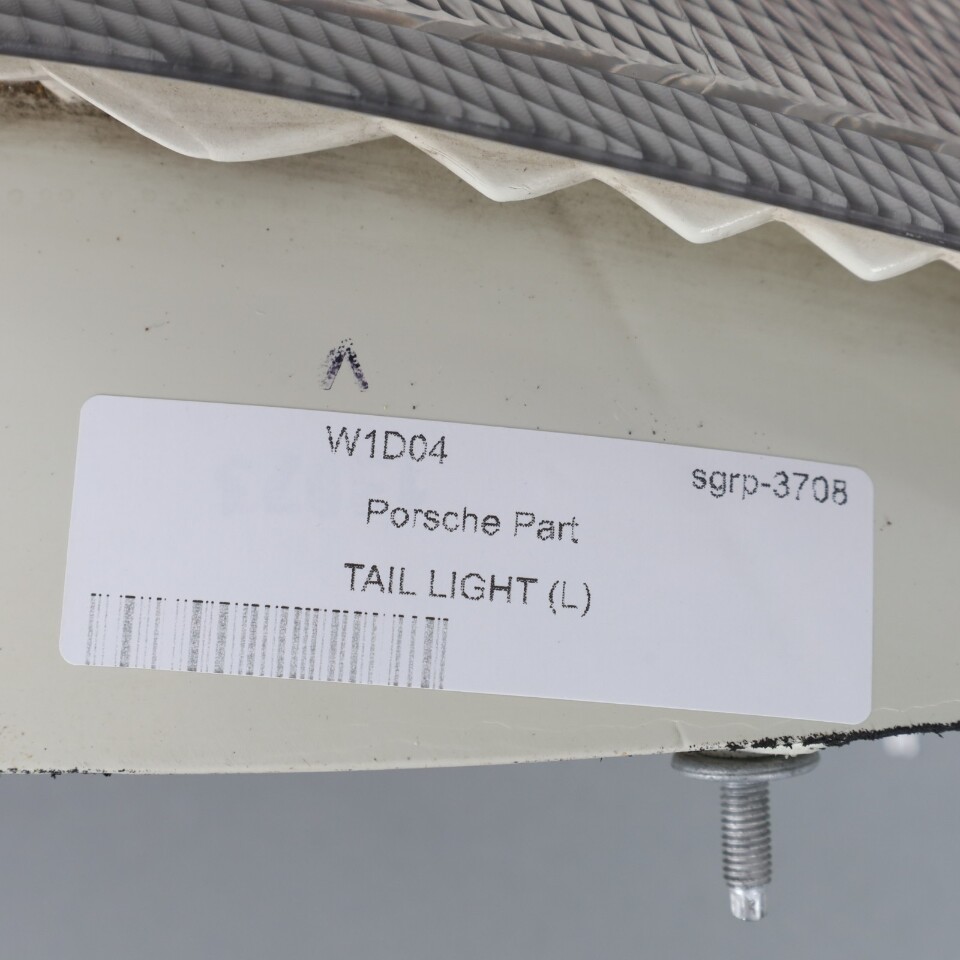 W1D04
sgrp-3708
Porsche Part
TAIL LIGHT (L)